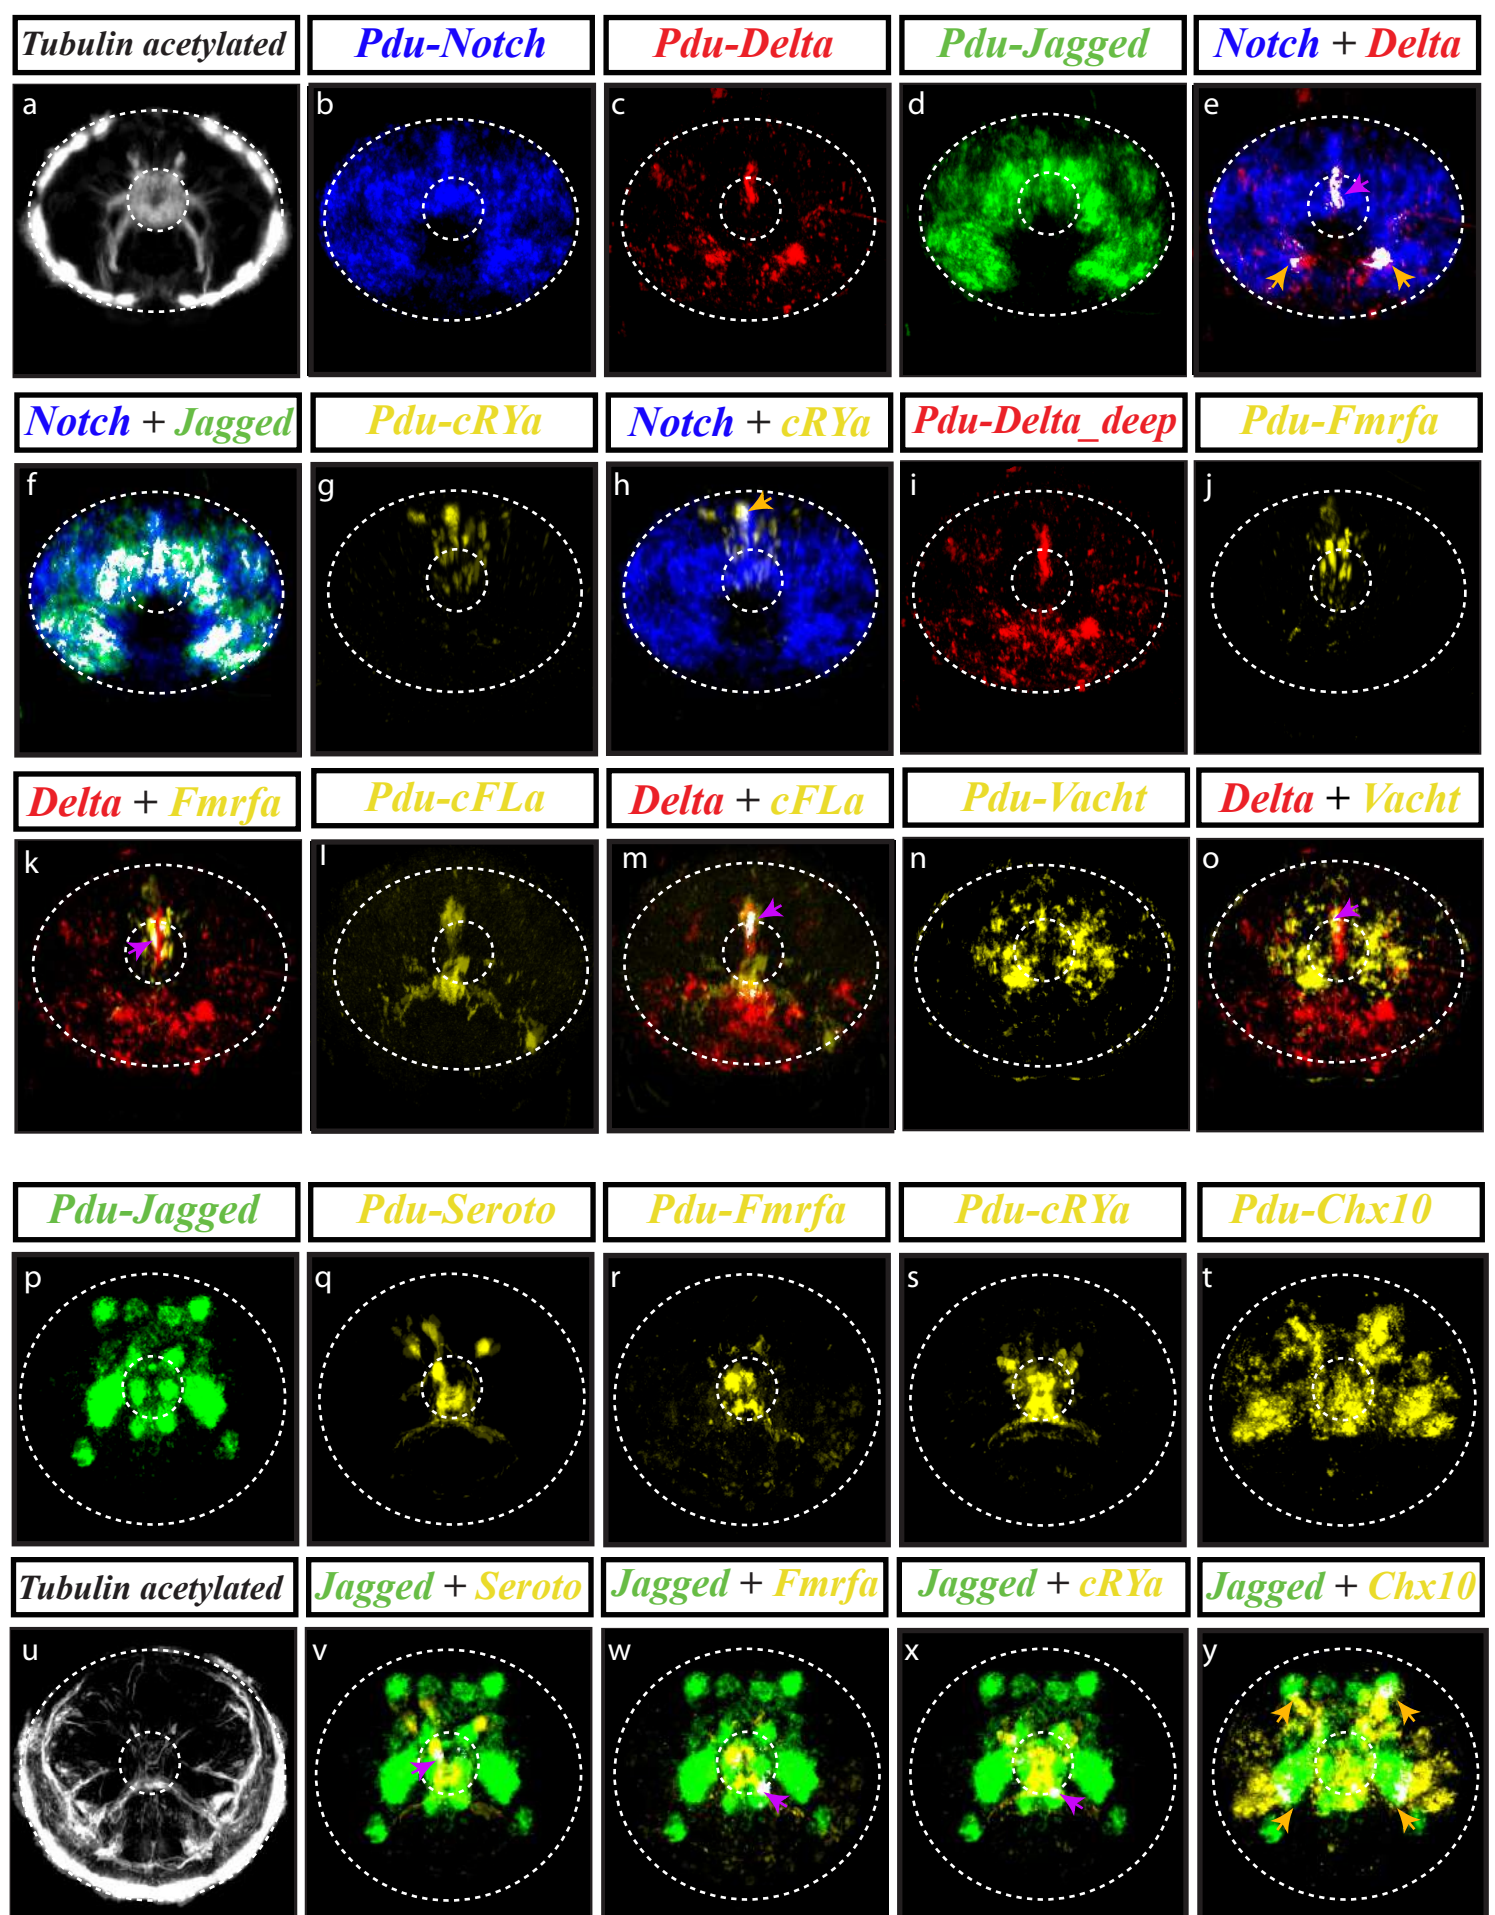 Tubulin acetylated Pdu-Notch Pdu-Delta Pdu-Jagged Notch + Delta
a b c d e
Notch + Jagged Pdu-cRYa Notch + cRYa Pdu-Delta_deep Pdu-Fmrfa
f g h i j
Delta + Fmrfa Pdu-cFLa Delta + cFLa Pdu-Vacht Delta + Vacht
k l m n o
Pdu-Jagged Pdu-Seroto Pdu-Fmrfa Pdu-cRYa Pdu-Chx10
p q r s t
Tubulin acetylated Jagged + Seroto Jagged + Fmrfa Jagged + cRYa Jagged + Chx10
u v w x y